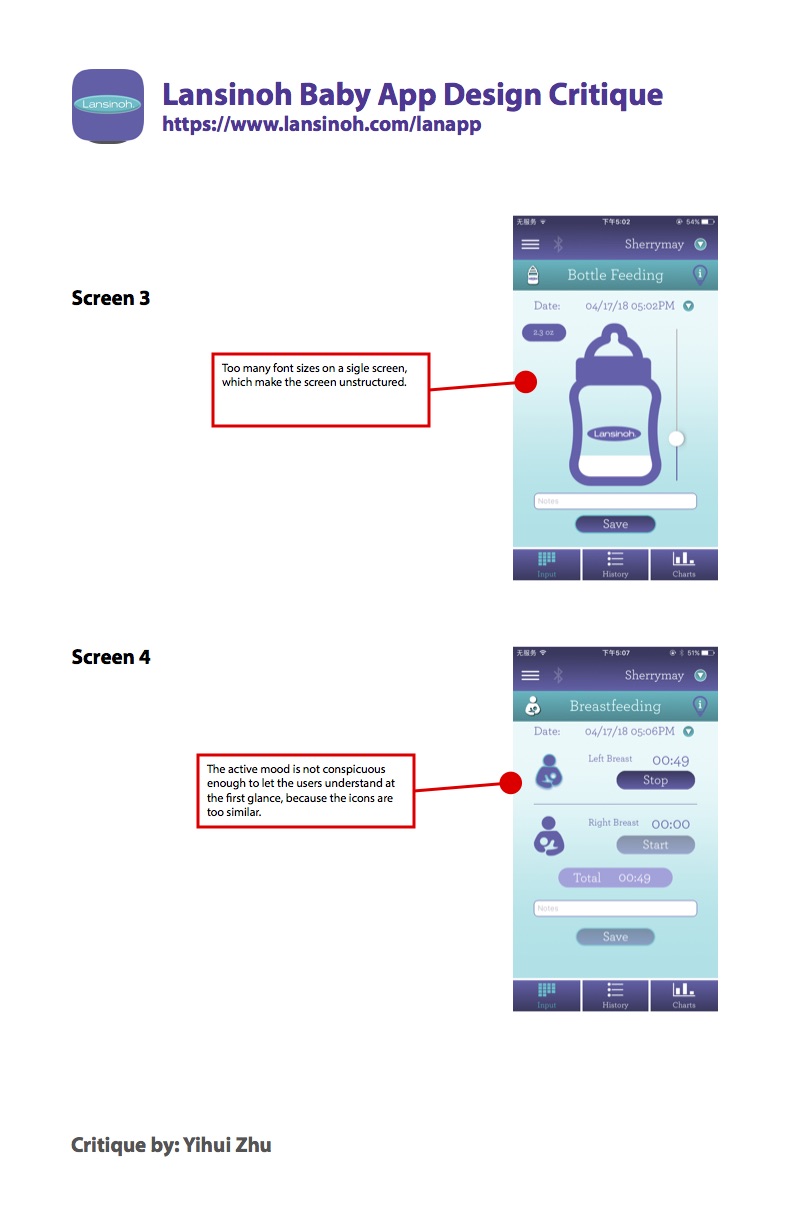 Lansinoh
Lansinoh Baby App Design Critique
https://www.lansinoh.com/lanapp
Screen 3
Too many font sizes on a sigle screen,
which make the screen unstructured.
无服务 下午5:02 54%
Sherrymay
Bottle Feeding
Date: 04/17/18 05:02PM
2.3 oz
Lansinoh
Notes
Save
Input History Charts
Screen 4
The active mood is not conspicuous
enough to let the users understand at
the first glance, because the icons are
too similar.
无服务 下午5:07 51%
Sherrymay
Breastfeeding
Date: 04/17/18 05:06PM
Left Breast 00:49
Stop
Right Breast 00:00
Start
Total 00:49
Notes
Save
Input History Charts
Critique by: Yihui Zhu